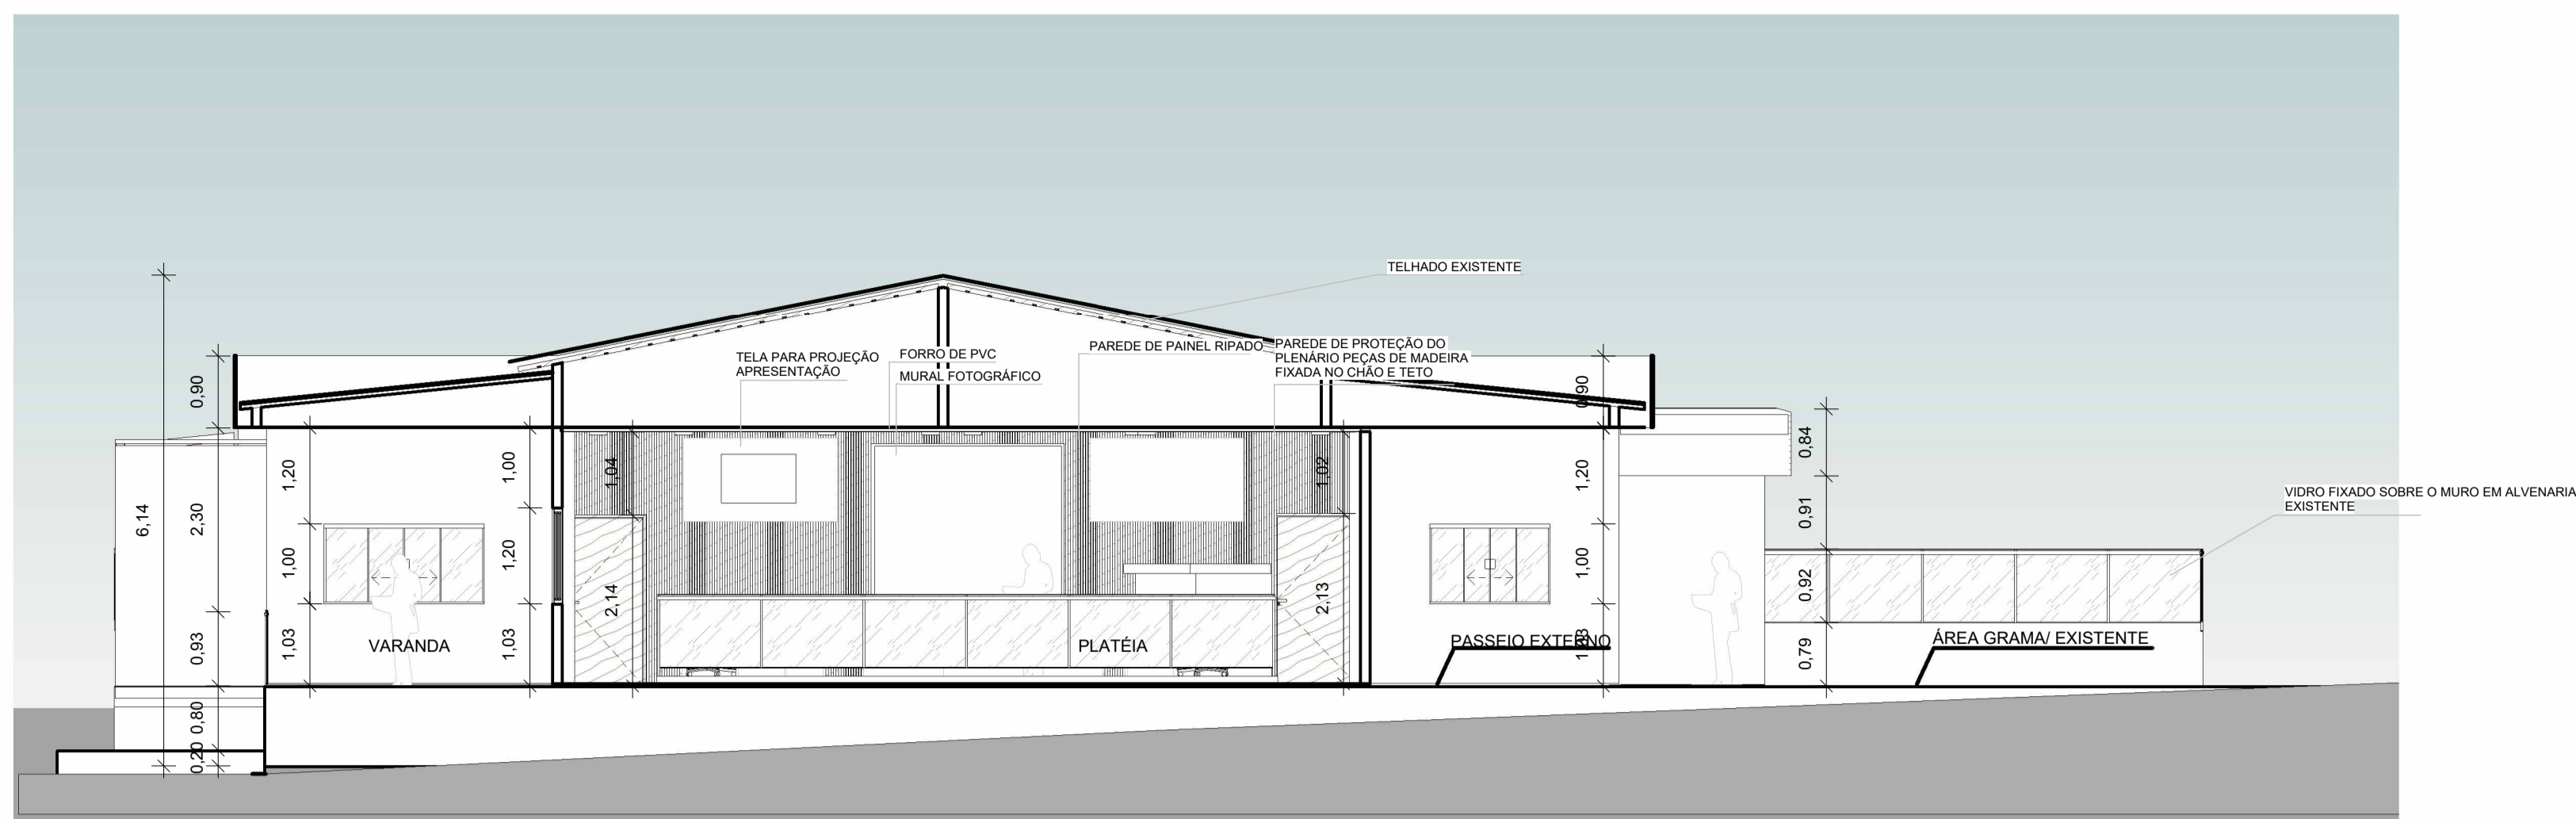 TELHADO EXISTENTE
TELA PARA PROJEÇÃO
APRESENTAÇÃO
FORRO DE PVC
MURAL FOTOGRÁFICO
PAREDE DE PAINEL RIPADO
PAREDE DE PROTEÇÃO DO
PLENÁRIO PEÇAS DE MADEIRA
FIXADA NO CHÃO E TETO
VIDRO FIXADO SOBRE O MURO EM ALVENARIA
EXISTENTE
6,14
0,90
2,30
0,93
0,80
0,20
1,20
1,00
1,03
VARANDA
1,00
1,20
1,03
1,04
2,14
PLATÉIA
1,02
2,13
PASSEIO EXTERNO
0,90
1,20
1,00
1,03
0,84
0,91
0,92
0,79
ÁREA GRAMA/ EXISTENTE